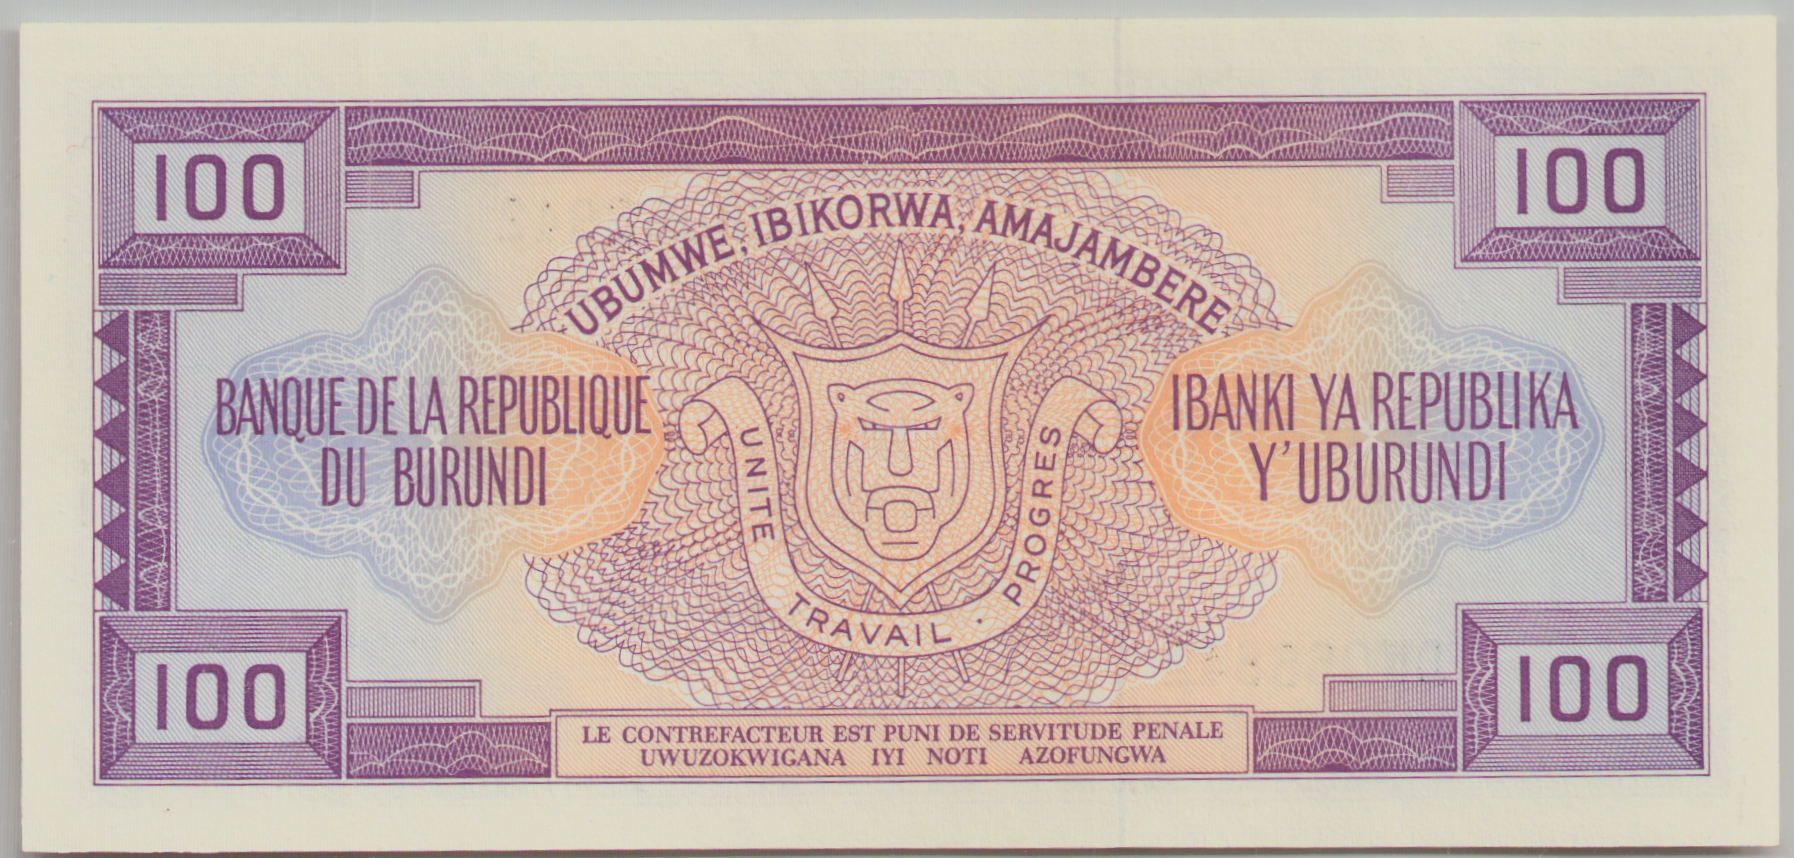 100
100
UBUMWE, IBIKORWA, AMAJAMBERE
BANQUE DE LA REPUBLIQUE
DU BURUNDI
IBANKI YA REPUBLIKA
Y'UBURUNDI
UNITE TRAVAIL . PROGRES
100
100
LE CONTREFACTEUR EST PUNI DE SERVITUDE PENALE
UWUZOKWIGANA IYI NOTI AZOFUNGWA